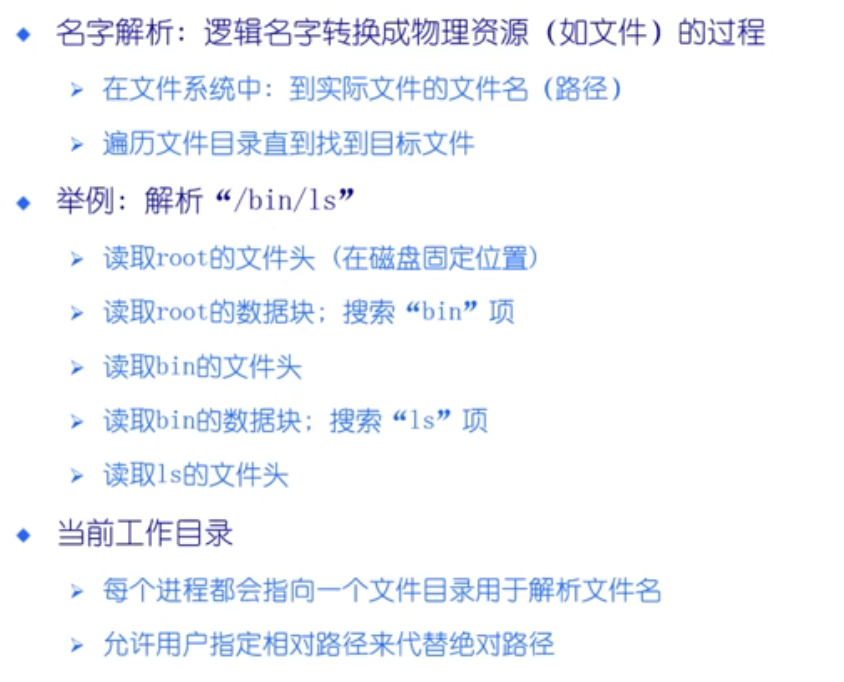 名字解析：逻辑名字转换成物理资源（如文件）的过程
在文件系统中：到实际文件的文件名（路径）
遍历文件目录直到找到目标文件
举例：解析“/bin/ls”
读取root的文件头（在磁盘固定位置）
读取root的数据块；搜索“bin”项
读取bin的文件头
读取bin的数据块；搜索“ls”项
读取ls的文件头
当前工作目录
每个进程都会指向一个文件目录用于解析文件名
允许用户指定相对路径来代替绝对路径